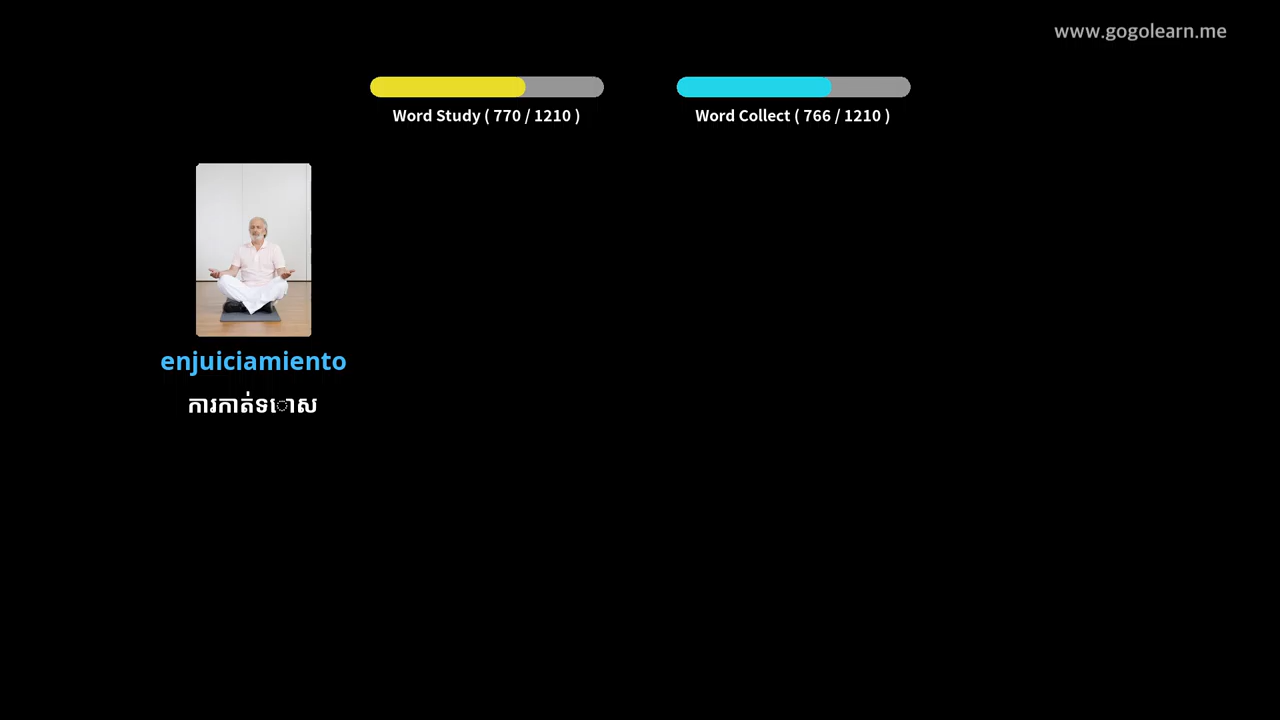 www.gogolearn.me
Word Study ( 770 / 1210 )
Word Collect ( 766 / 1210 )
enjuiciamiento
ការកាត់ទោស